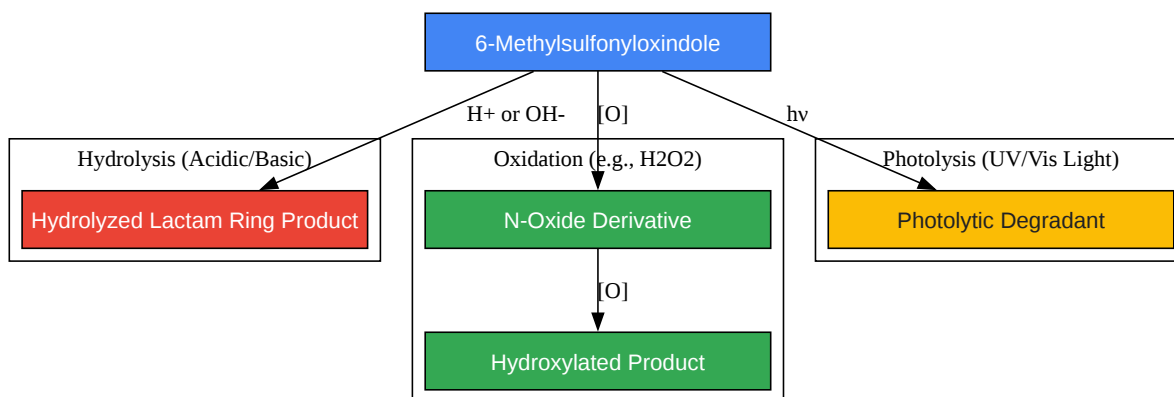 6-Methylsulfonyloxindole
H+ or OH-
[O]
hν
Hydrolysis (Acidic/Basic)
Oxidation (e.g., H2O2)
Photolysis (UV/Vis Light)
Hydrolyzed Lactam Ring Product
N-Oxide Derivative
Photolytic Degradant
[O]
Hydroxylated Product